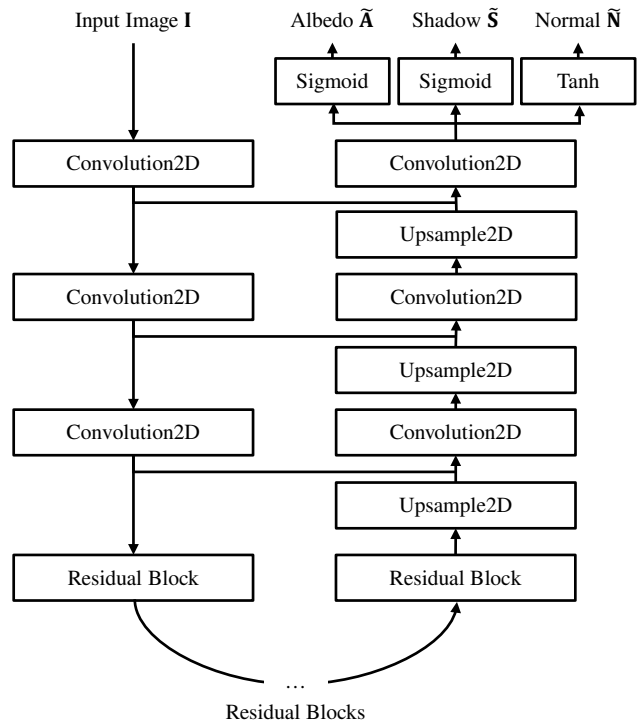 Input Image I
Albedo Ã
Shadow S̃
Normal Ñ
Sigmoid
Sigmoid
Tanh
Convolution2D
Convolution2D
Upsample2D
Convolution2D
Convolution2D
Upsample2D
Convolution2D
Convolution2D
Upsample2D
Residual Block
Residual Block
...
Residual Blocks